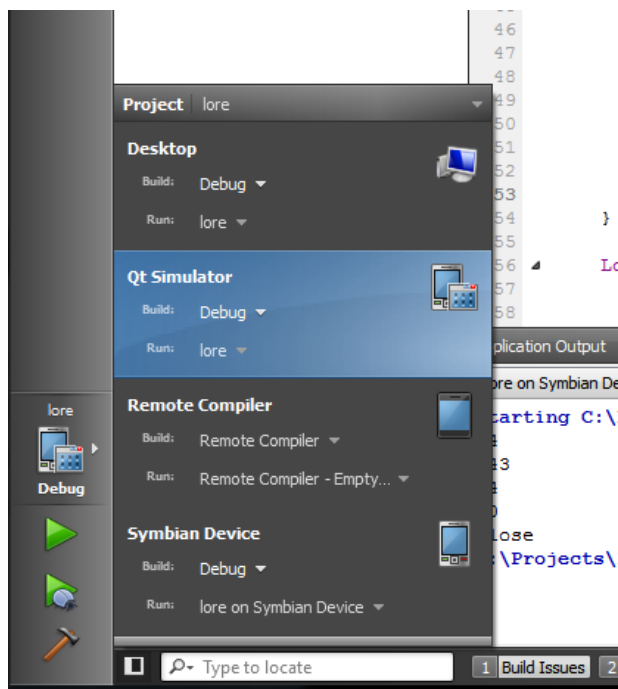 46
47
48
Project lore
49
50
Desktop
51
Build: Debug
52
53
Run: lore
54 }
55
Qt Simulator
56 Lo
57
Build: Debug
58
Run: lore
plication Output
ore on Symbian De
lore
Remote Compiler
tarting C:\
Build: Remote Compiler
43
Run: Remote Compiler - Empty...
Debug
lose
Symbian Device
:\Projects\
Build: Debug
Run: lore on Symbian Device
Type to locate
1 Build Issues 2